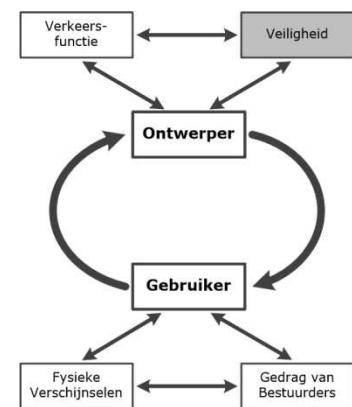 Verkeers-
functie
Veiligheid
Ontwerper
Gebruiker
Fysieke
Verschijnselen
Gedrag van
Bestuurders